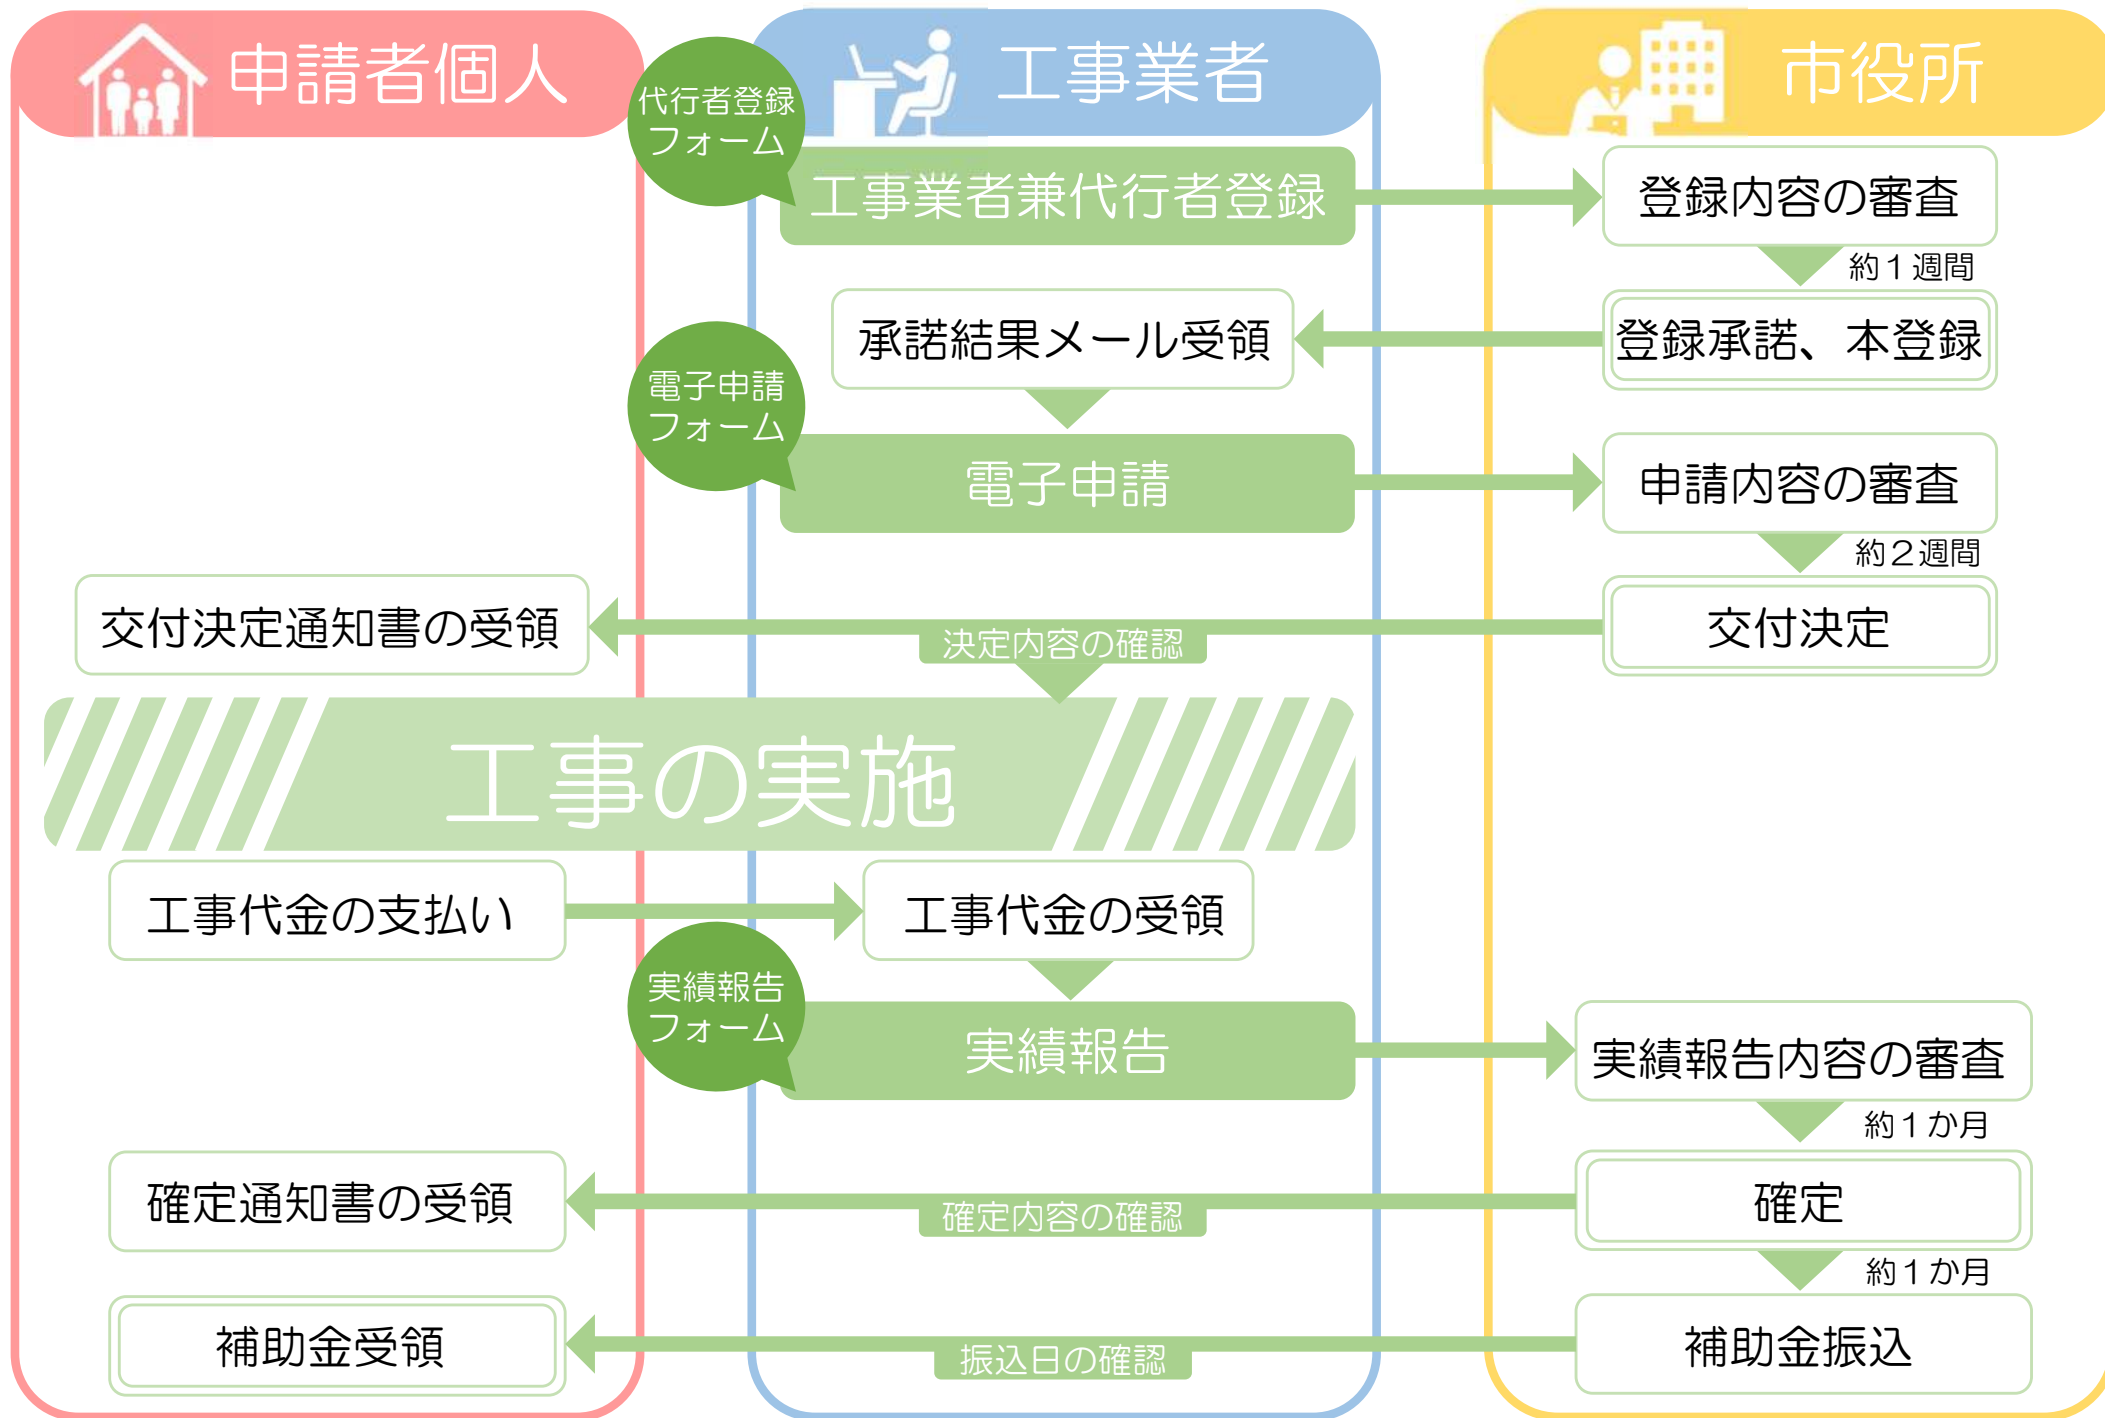 申請者個人
工事業者
市役所
代行者登録
フォーム
工事業者兼代行者登録
登録内容の審査
約1週間
承諾結果メール受領
登録承諾、本登録
電子申請
フォーム
電子申請
申請内容の審査
約2週間
交付決定通知書の受領
決定内容の確認
交付決定
工事の実施
工事代金の支払い
工事代金の受領
実績報告
フォーム
実績報告
実績報告内容の審査
約1か月
確定通知書の受領
確定内容の確認
確定
約1か月
補助金受領
振込日の確認
補助金振込